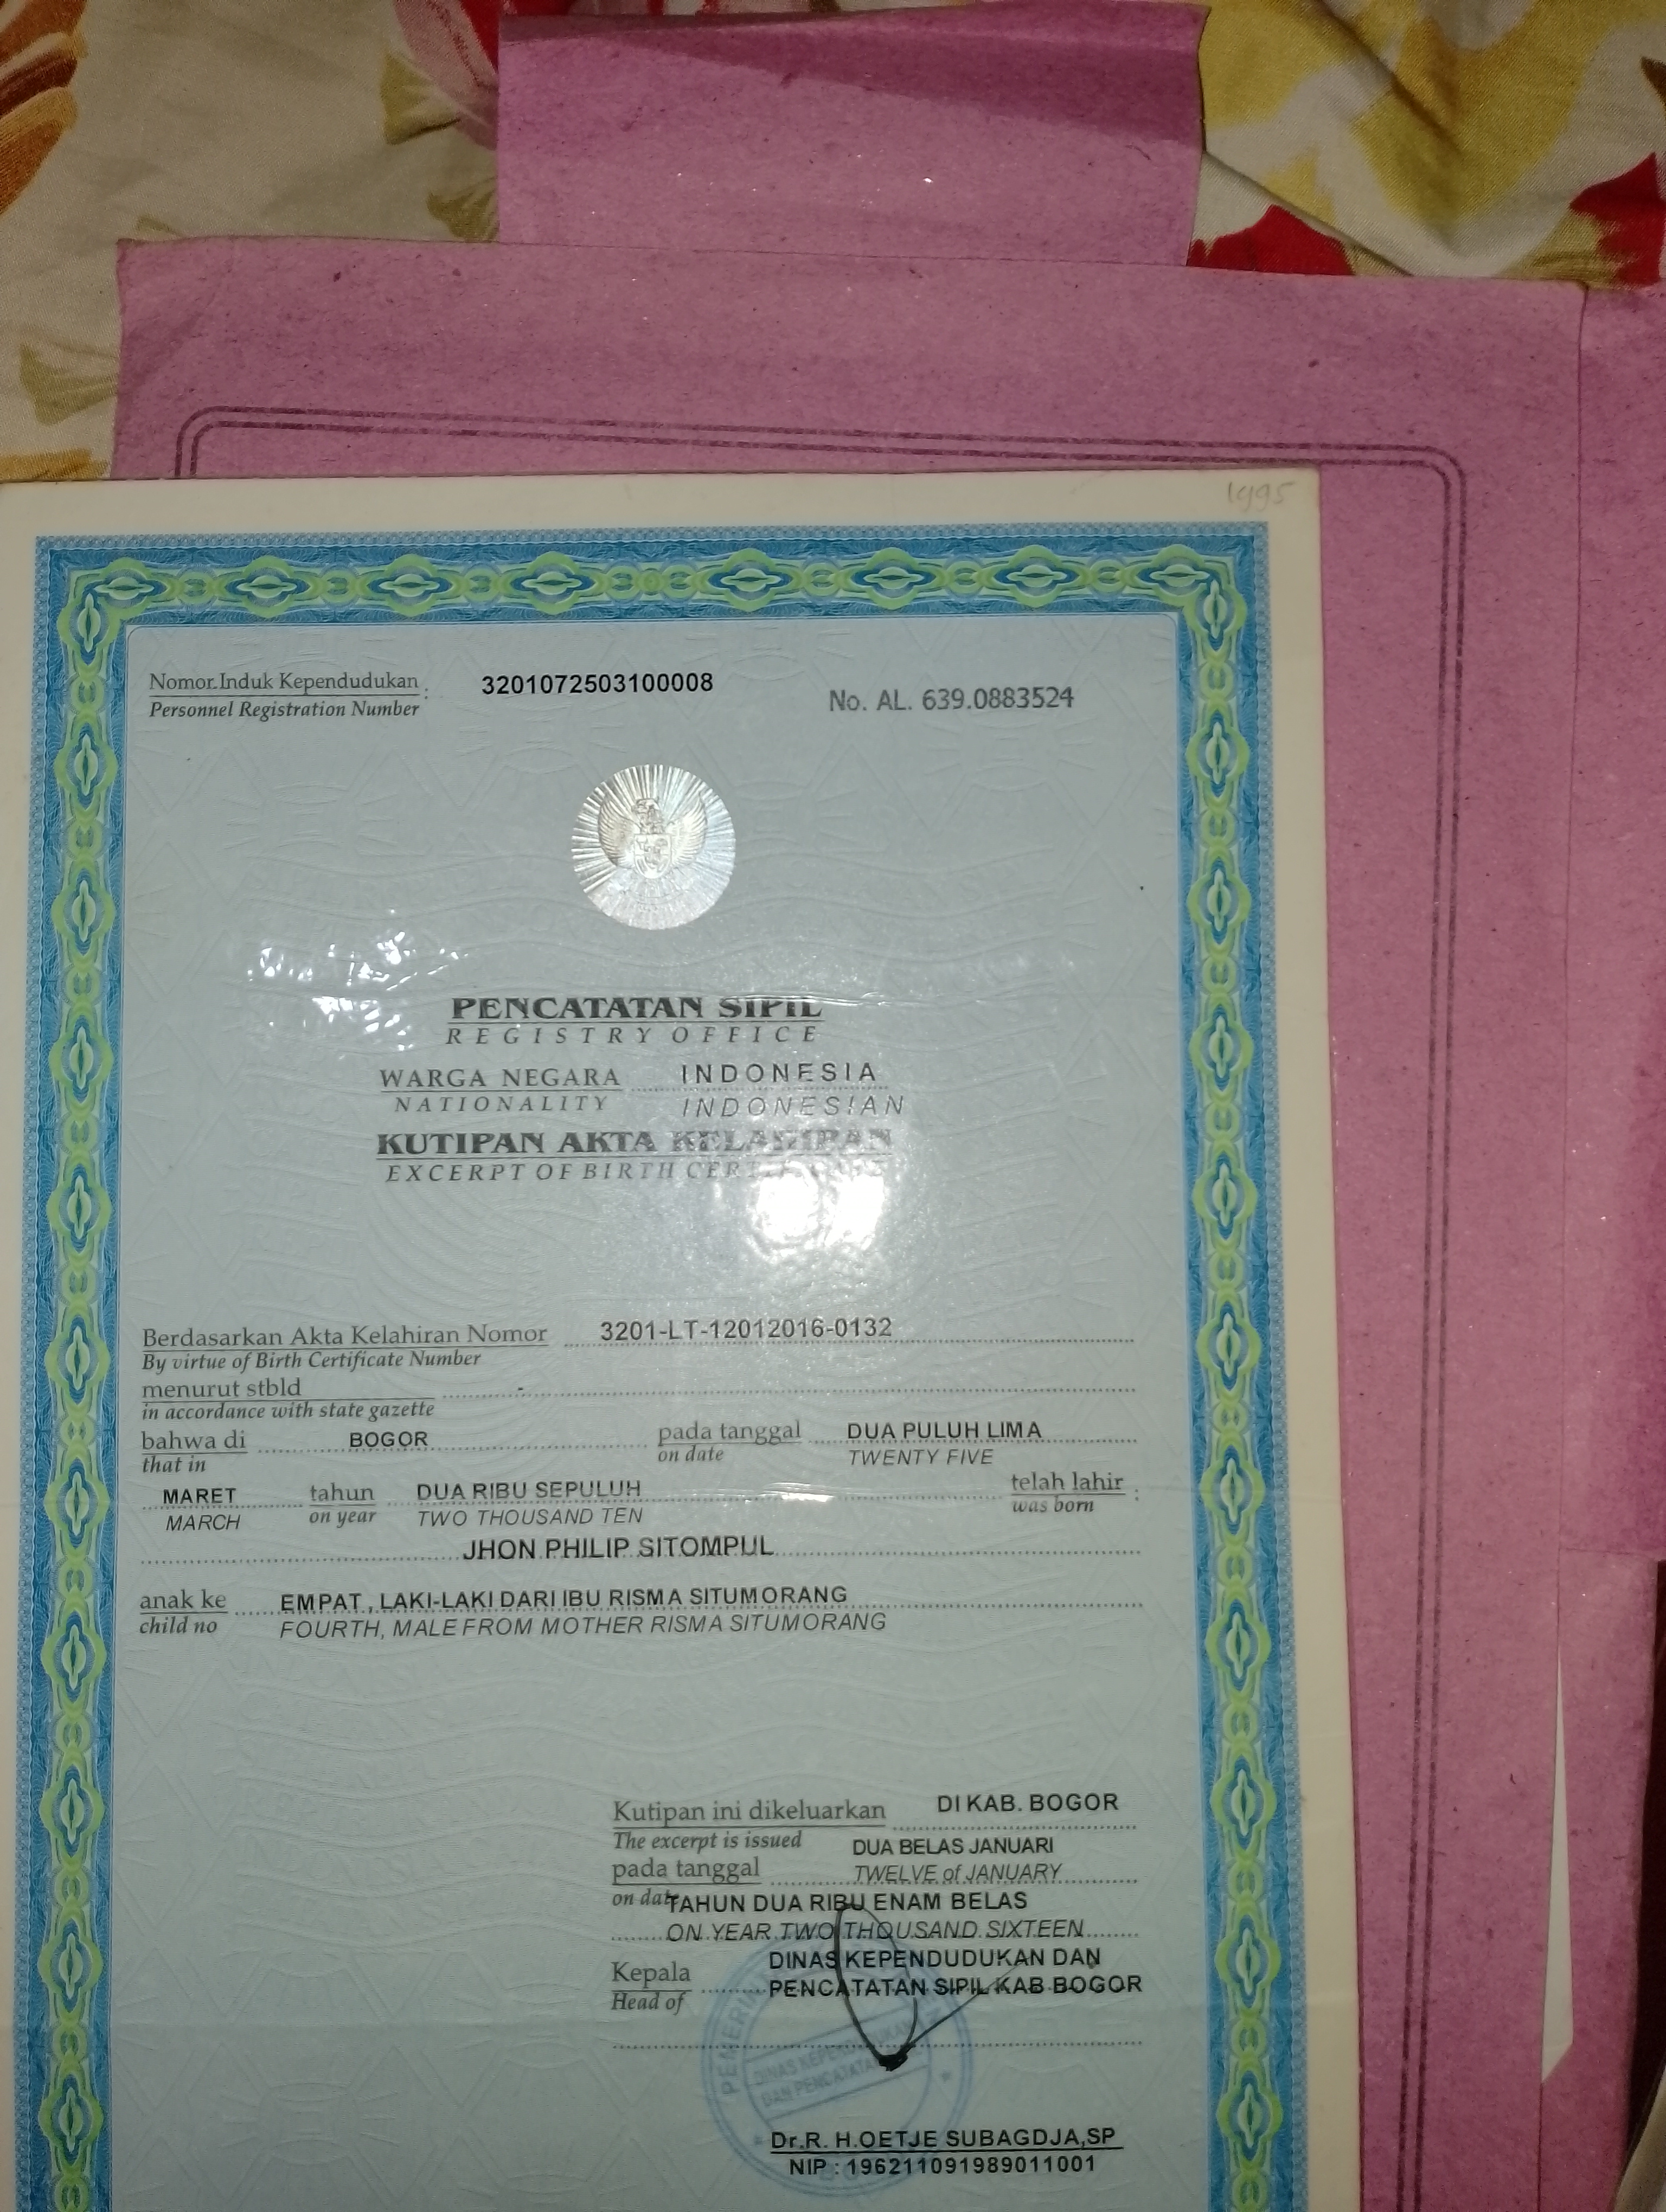 1995
Nomor Induk Kependudukan : 3201072503100008
Personnel Registration Number
No. AL. 639.0883524
PENCATATAN SIPIL
REGISTRY OFFICE
WARGA NEGARA INDONESIA
NATIONALITY INDONESIAN
KUTIPAN AKTA KELAHIRAN
EXCERPT OF BIRTH CERTIFICATE
Berdasarkan Akta Kelahiran Nomor 3201-LT-12012016-0132
By virtue of Birth Certificate Number
menurut stbld -
in accordance with state gazette
bahwa di BOGOR pada tanggal DUA PULUH LIMA
that in on date TWENTY FIVE
MARET tahun DUA RIBU SEPULUH telah lahir :
MARCH on year TWO THOUSAND TEN was born
JHON PHILIP SITOMPUL
anak ke EMPAT, LAKI-LAKI DARI IBU RISMA SITUMORANG
child no FOURTH, MALE FROM MOTHER RISMA SITUMORANG
Kutipan ini dikeluarkan DI KAB. BOGOR
The excerpt is issued DUA BELAS JANUARI
pada tanggal TWELVE of JANUARY
on date TAHUN DUA RIBU ENAM BELAS
ON YEAR TWO THOUSAND SIXTEEN
Kepala DINAS KEPENDUDUKAN DAN
Head of PENCATATAN SIPIL KAB BOGOR
DINAS KEPENDUDUKAN
DAN PENCATATAN
Dr.R. H.OETJE SUBAGDJA,SP
NIP : 196211091989011001